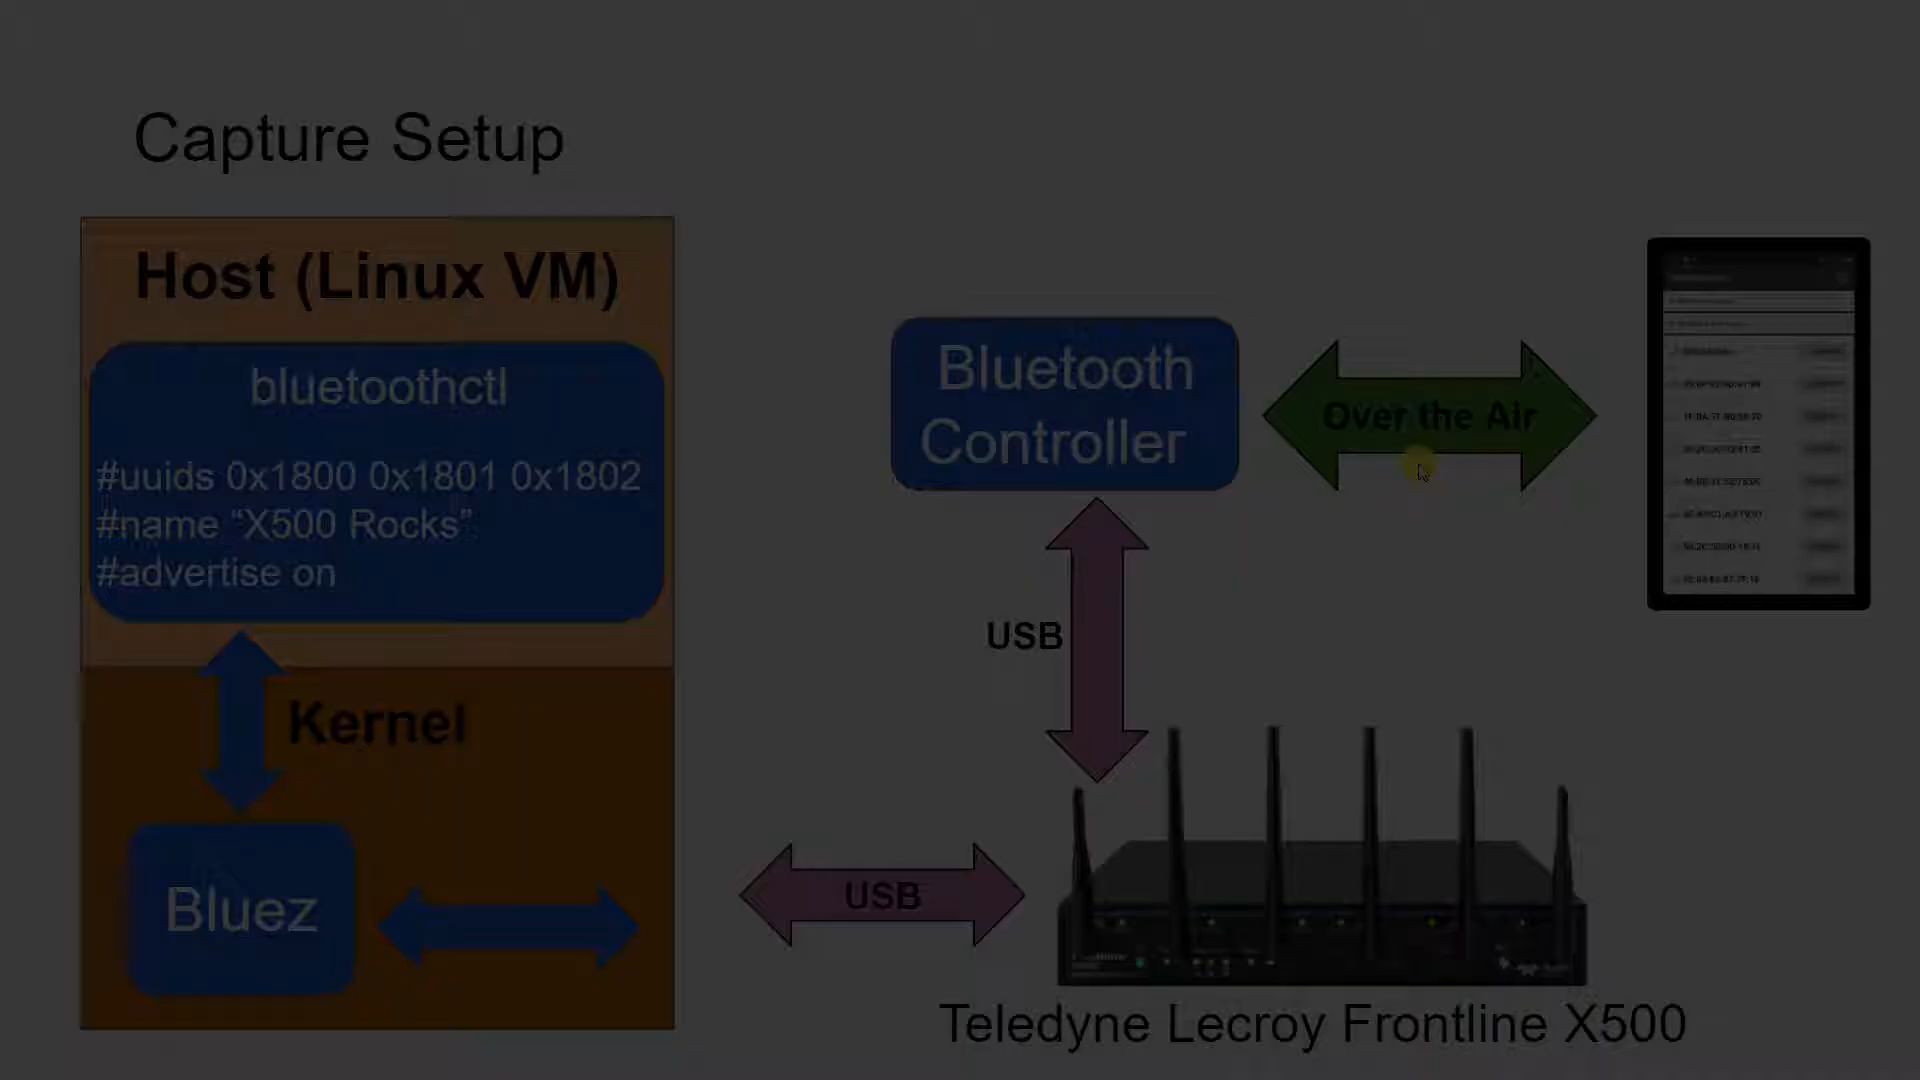 Capture Setup
Host (Linux VM)
bluetoothctl
#uuids 0x1800 0x1801 0x1802
#name “X500 Rocks”
#advertise on
Kernel
Bluez
USB
Bluetooth
Controller
Over the Air
USB
Teledyne Lecroy Frontline X500